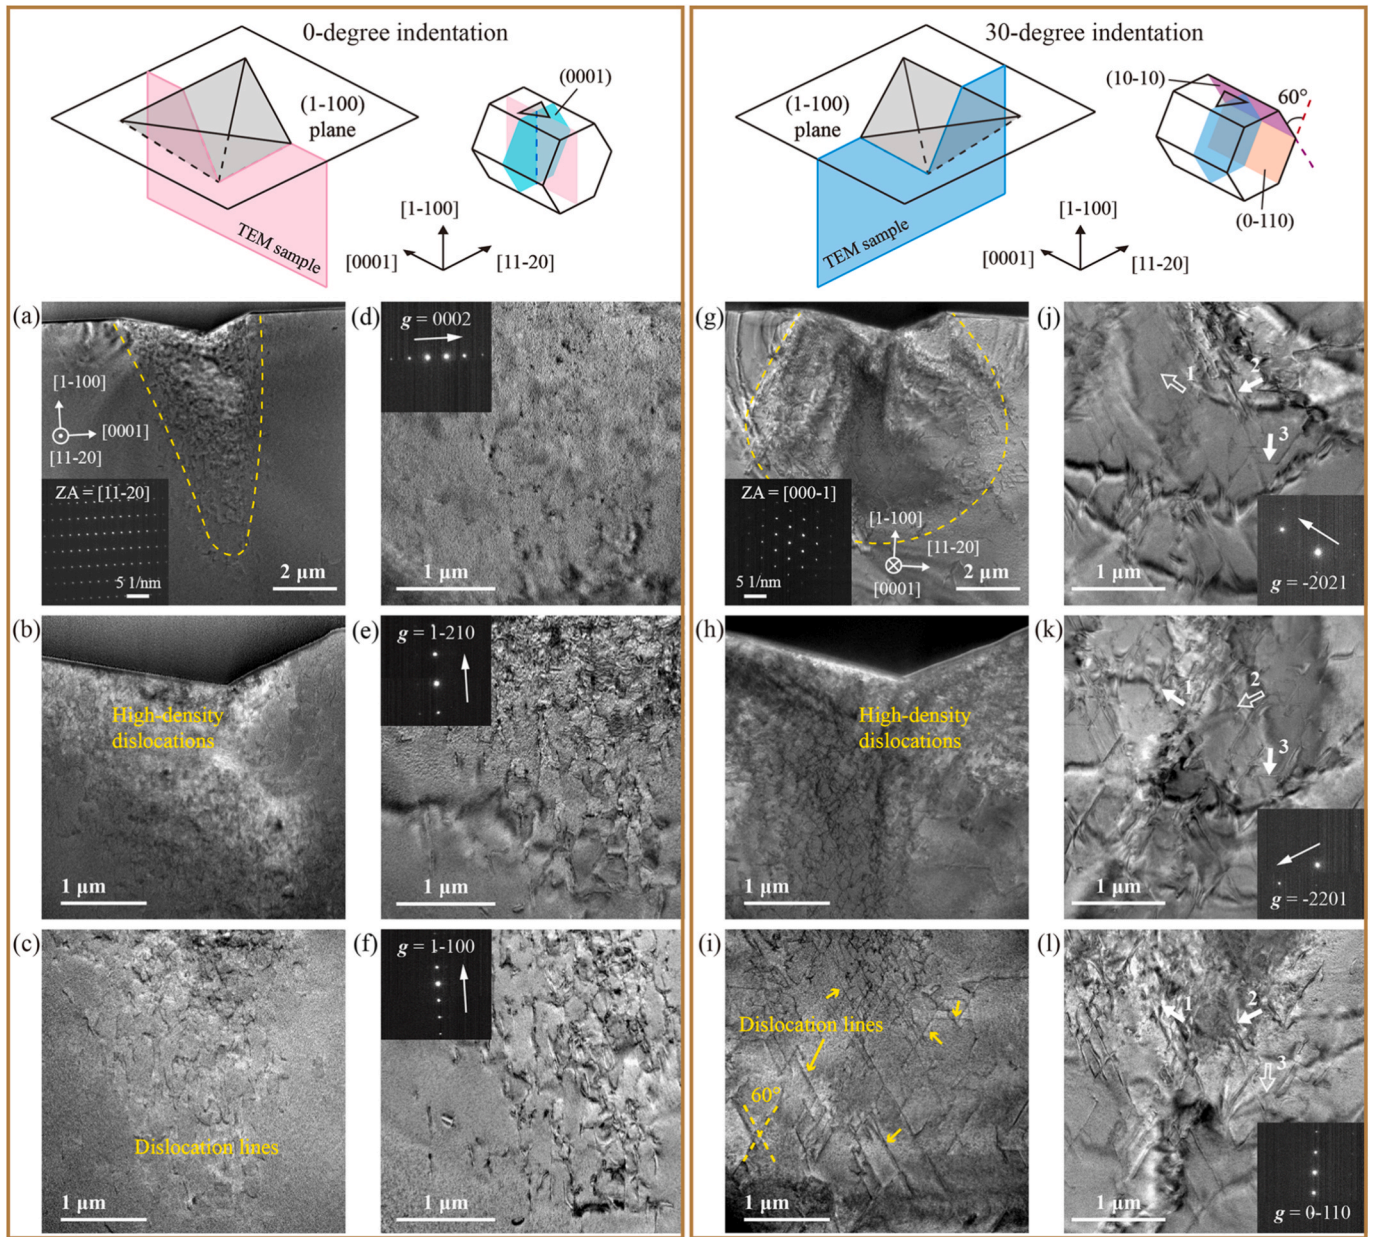 0-degree indentation
(1-100)
plane
TEM sample
(0001)
[1-100]
[0001]
[11-20]
30-degree indentation
(1-100)
plane
TEM sample
(10-10)
60°
(0-110)
[1-100]
[0001]
[11-20]
(a)
[1-100]
[0001]
[11-20]
ZA = [11-20]
5 1/nm
2 μm
(d)
g = 0002
1 μm
(g)
ZA = [000-1]
[1-100]
[11-20]
[0001]
5 1/nm
2 μm
(j)
1
2
3
1 μm
g = -2021
(b)
High-density
dislocations
1 μm
(e)
g = 1-210
1 μm
(h)
High-density
dislocations
1 μm
(k)
1
2
3
1 μm
g = -2201
(c)
Dislocation lines
1 μm
(f)
g = 1-100
1 μm
(i)
Dislocation lines
60°
1 μm
(l)
1
2
3
1 μm
g = 0-110